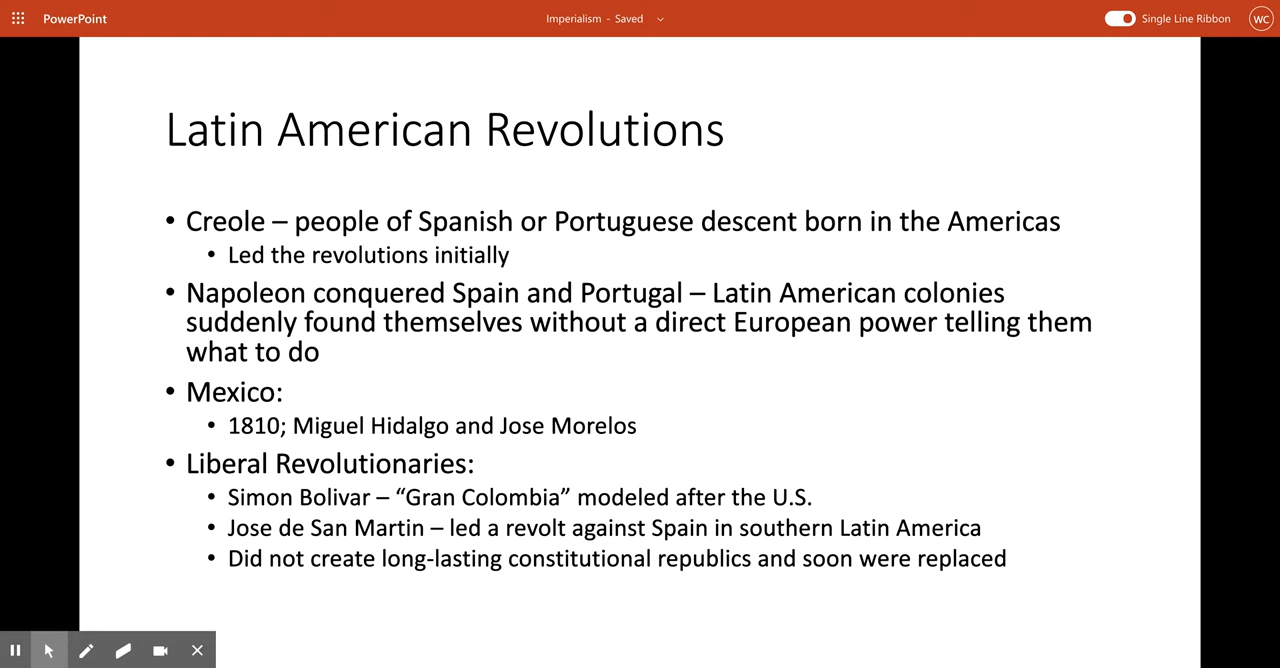 PowerPoint
Imperialism - Saved
Single Line Ribbon
WC
Latin American Revolutions
• Creole – people of Spanish or Portuguese descent born in the Americas
• Led the revolutions initially
• Napoleon conquered Spain and Portugal – Latin American colonies
suddenly found themselves without a direct European power telling them
what to do
• Mexico:
• 1810; Miguel Hidalgo and Jose Morelos
• Liberal Revolutionaries:
• Simon Bolivar – “Gran Colombia” modeled after the U.S.
• Jose de San Martin – led a revolt against Spain in southern Latin America
• Did not create long-lasting constitutional republics and soon were replaced